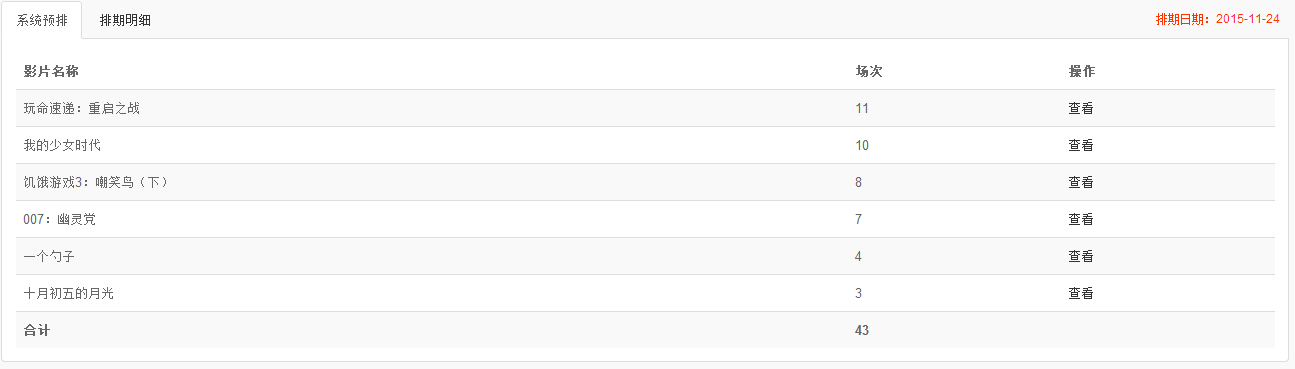 系统预排 排期明细 排期日期：2015-11-24
影片名称 场次 操作
玩命速递：重启之战 11 查看
我的少女时代 10 查看
饥饿游戏3：嘲笑鸟（下） 8 查看
007：幽灵党 7 查看
一个勺子 4 查看
十月初五的月光 3 查看
合计 43